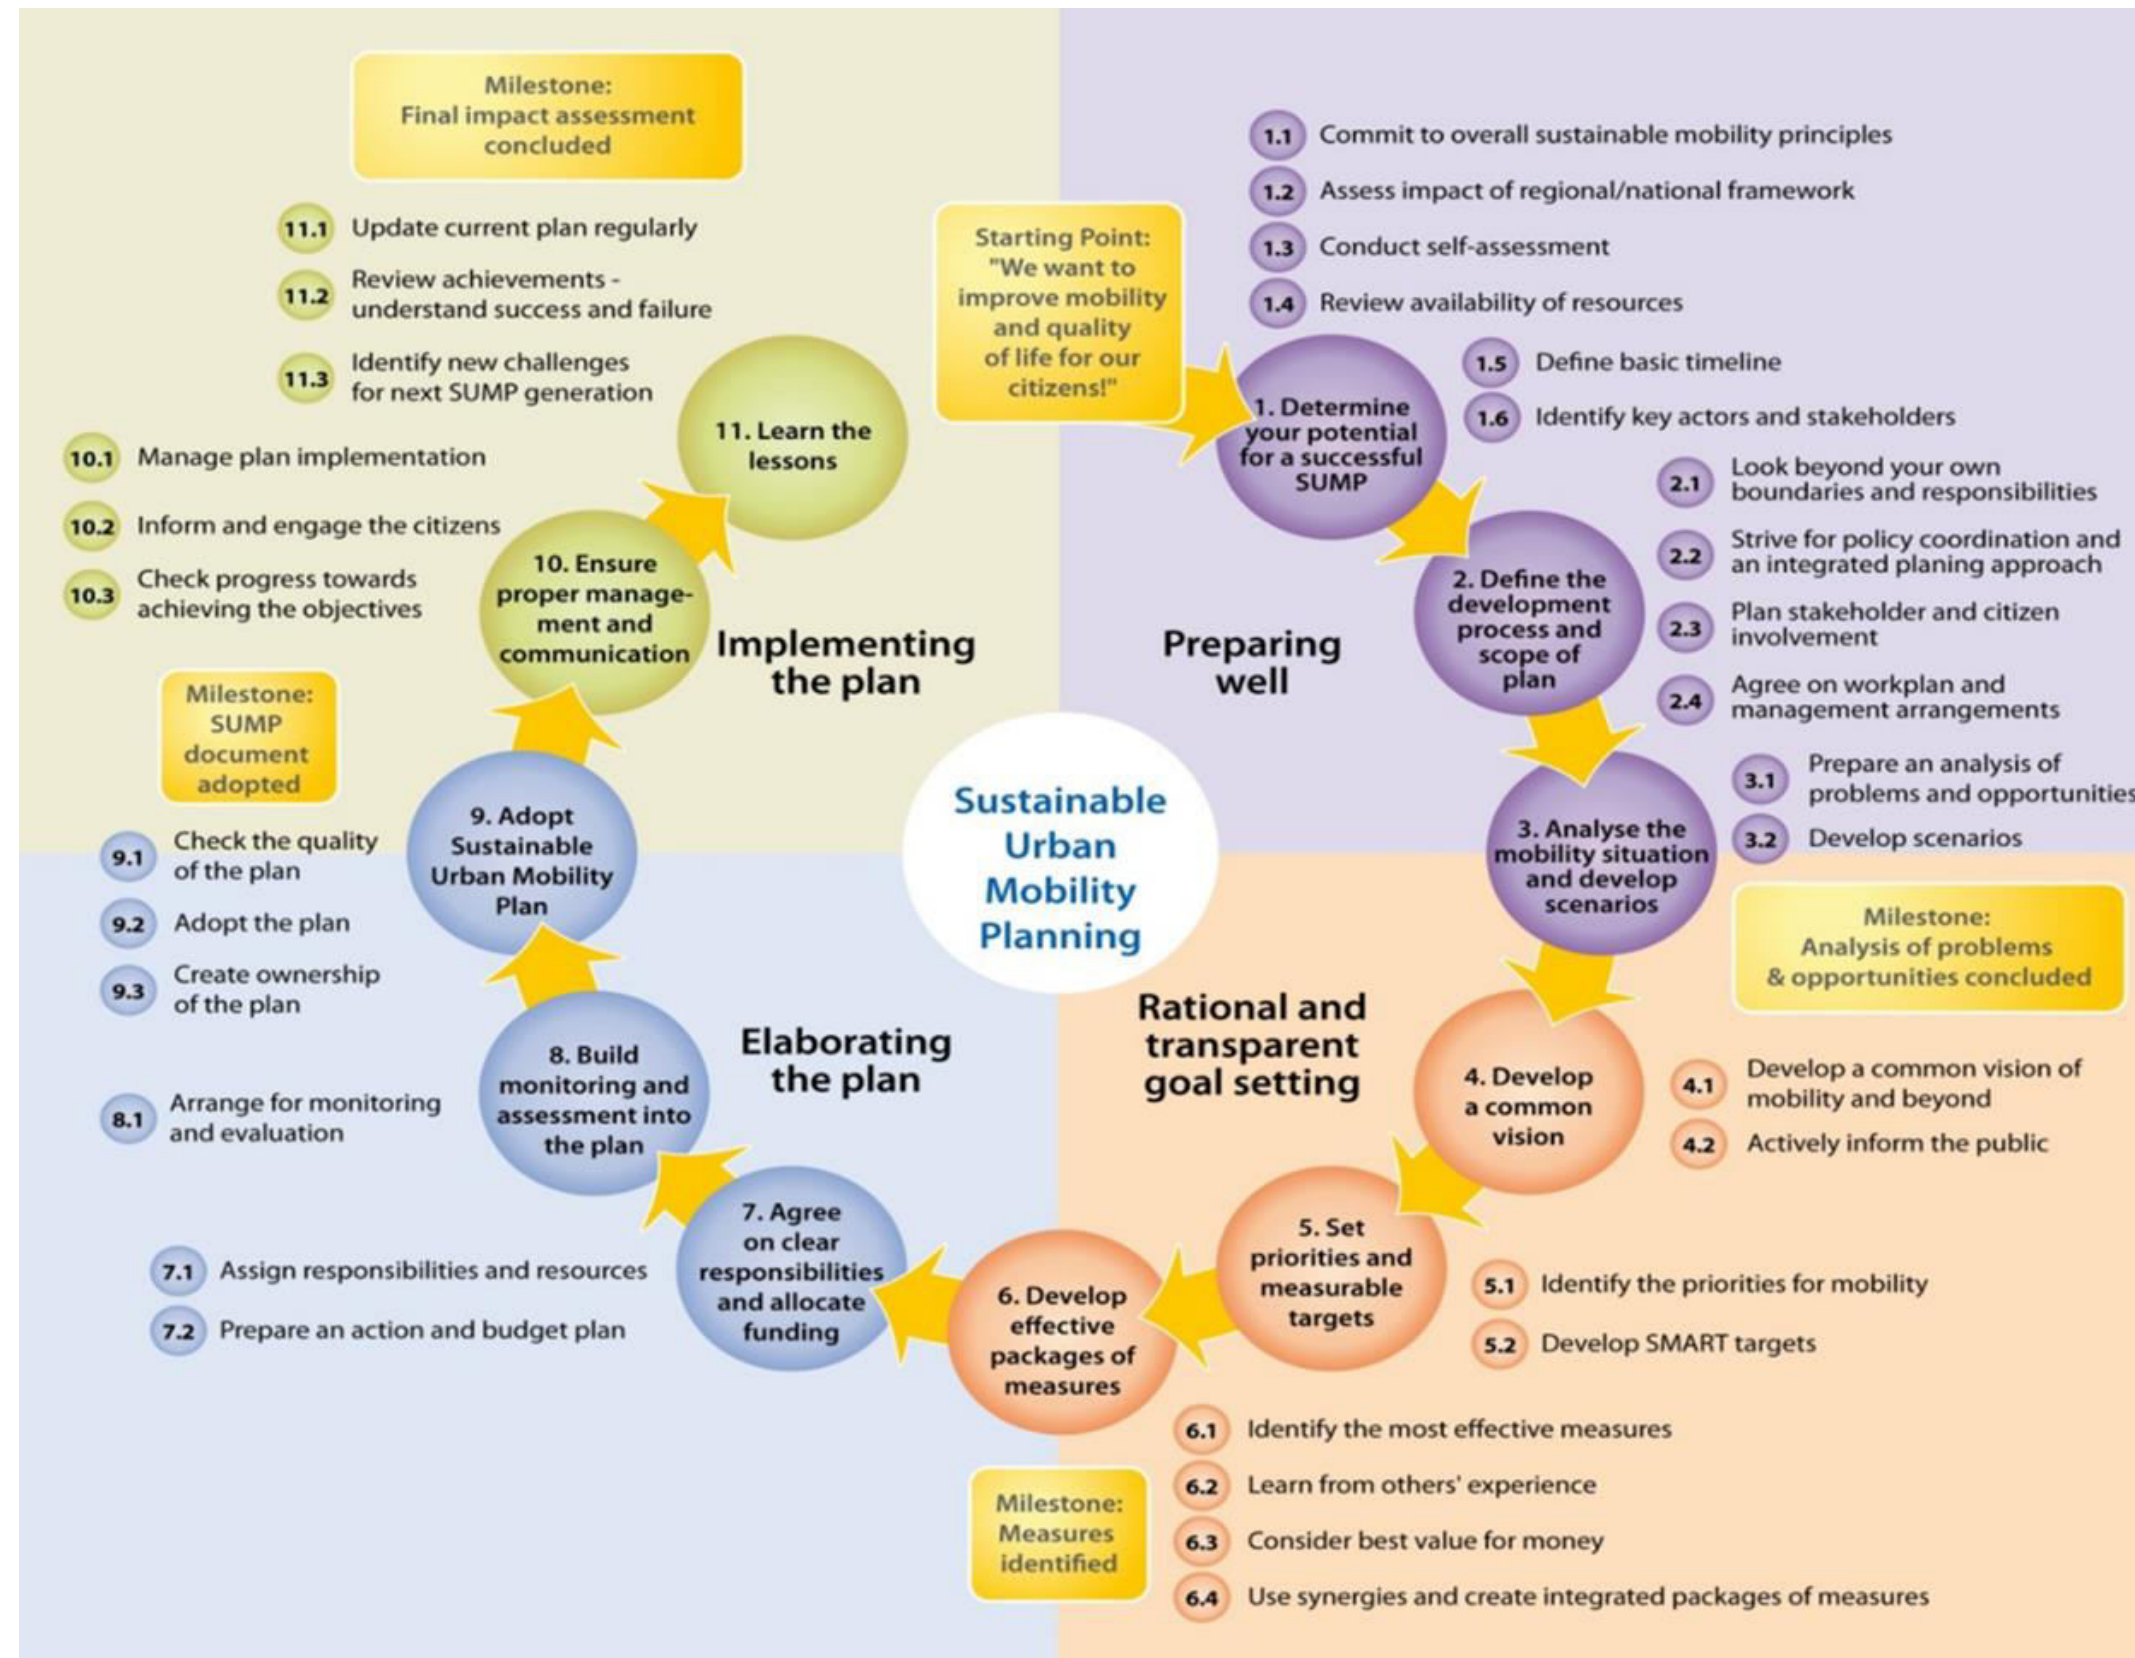 Starting Point:
"We want to
improve mobility
and quality
of life for our
citizens!"
1.1 Commit to overall sustainable mobility principles
1.2 Assess impact of regional/national framework
1.3 Conduct self-assessment
1.4 Review availability of resources
1.5 Define basic timeline
1.6 Identify key actors and stakeholders
1. Determine
your potential
for a successful
SUMP
2.1 Look beyond your own
boundaries and responsibilities
2.2 Strive for policy coordination and
an integrated planing approach
2.3 Plan stakeholder and citizen
involvement
2.4 Agree on workplan and
management arrangements
2. Define the
development
process and
scope of
plan
Preparing
well
3.1 Prepare an analysis of
problems and opportunities
3.2 Develop scenarios
3. Analyse the
mobility situation
and develop
scenarios
Milestone:
Analysis of problems
& opportunities concluded
Sustainable
Urban
Mobility
Planning
Rational and
transparent
goal setting
4. Develop
a common
vision
4.1 Develop a common vision of
mobility and beyond
4.2 Actively inform the public
5. Set
priorities and
measurable
targets
5.1 Identify the priorities for mobility
5.2 Develop SMART targets
6. Develop
effective
packages of
measures
6.1 Identify the most effective measures
6.2 Learn from others' experience
6.3 Consider best value for money
6.4 Use synergies and create integrated packages of measures
Milestone:
Measures
identified
Elaborating
the plan
7. Agree
on clear
responsibilities
and allocate
funding
7.1 Assign responsibilities and resources
7.2 Prepare an action and budget plan
8. Build
monitoring and
assessment into
the plan
8.1 Arrange for monitoring
and evaluation
9. Adopt
Sustainable
Urban Mobility
Plan
9.1 Check the quality
of the plan
9.2 Adopt the plan
9.3 Create ownership
of the plan
Milestone:
SUMP
document
adopted
Implementing
the plan
10. Ensure
proper manage-
ment and
communication
10.1 Manage plan implementation
10.2 Inform and engage the citizens
10.3 Check progress towards
achieving the objectives
11. Learn the
lessons
11.1 Update current plan regularly
11.2 Review achievements -
understand success and failure
11.3 Identify new challenges
for next SUMP generation
Milestone:
Final impact assessment
concluded